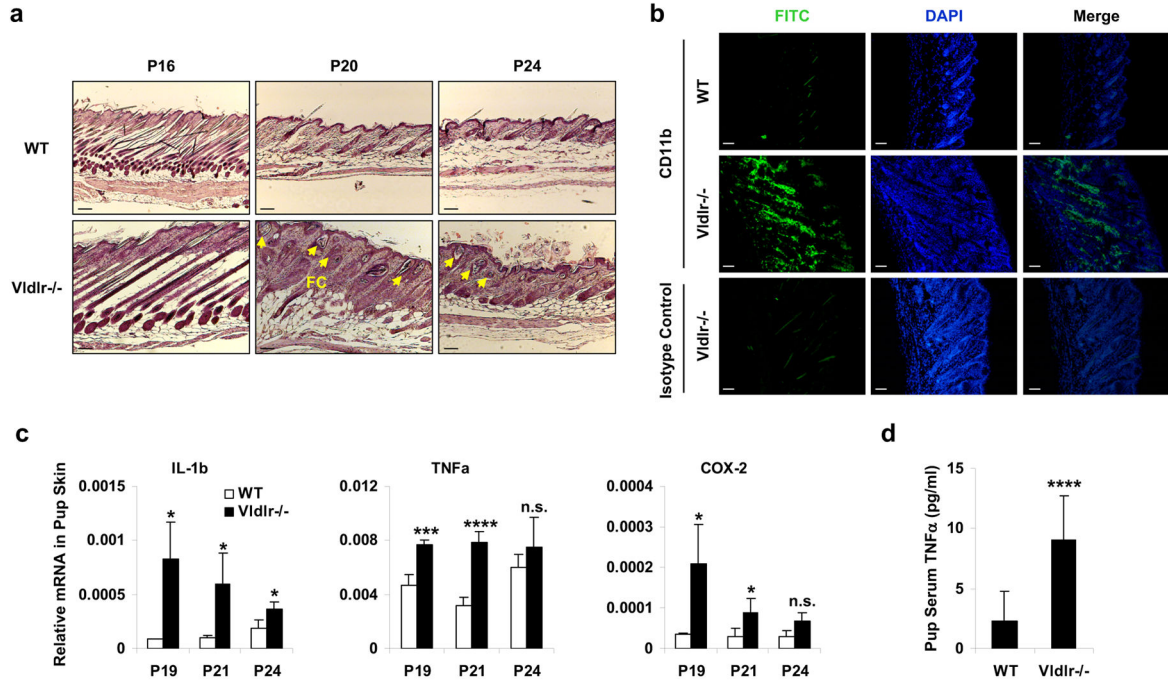 a
P16 P20 P24
WT
Vldlr-/-
FC
b
FITC DAPI Merge
CD11b
WT
Vldlr-/-
Isotype Control
Vldlr-/-
c
Relative mRNA in Pup Skin
IL-1b
0.0015
0.001
0.0005
0
WT
Vldlr-/-
* * *
P19 P21 P24
TNFa
0.012
0.008
0.004
0
*** **** n.s.
P19 P21 P24
COX-2
0.0004
0.0003
0.0002
0.0001
0
* * n.s.
P19 P21 P24
d
Pup Serum TNFα (pg/ml)
15
10
5
0
****
WT Vldlr-/-